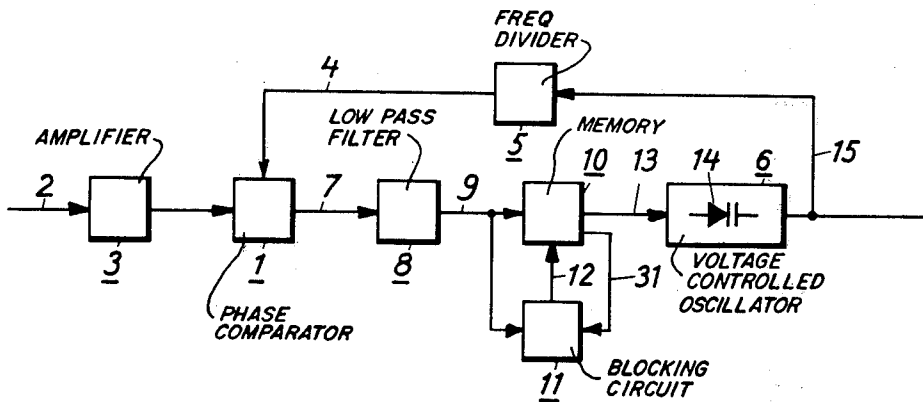 FREQ
DIVIDER
4
LOW PASS
FILTER
MEMORY
AMPLIFIER
5
15
2
7
9
10
13
14
6
3
1
8
12
31
VOLTAGE
CONTROLLED
OSCILLATOR
PHASE
COMPARATOR
11
BLOCKING
CIRCUIT